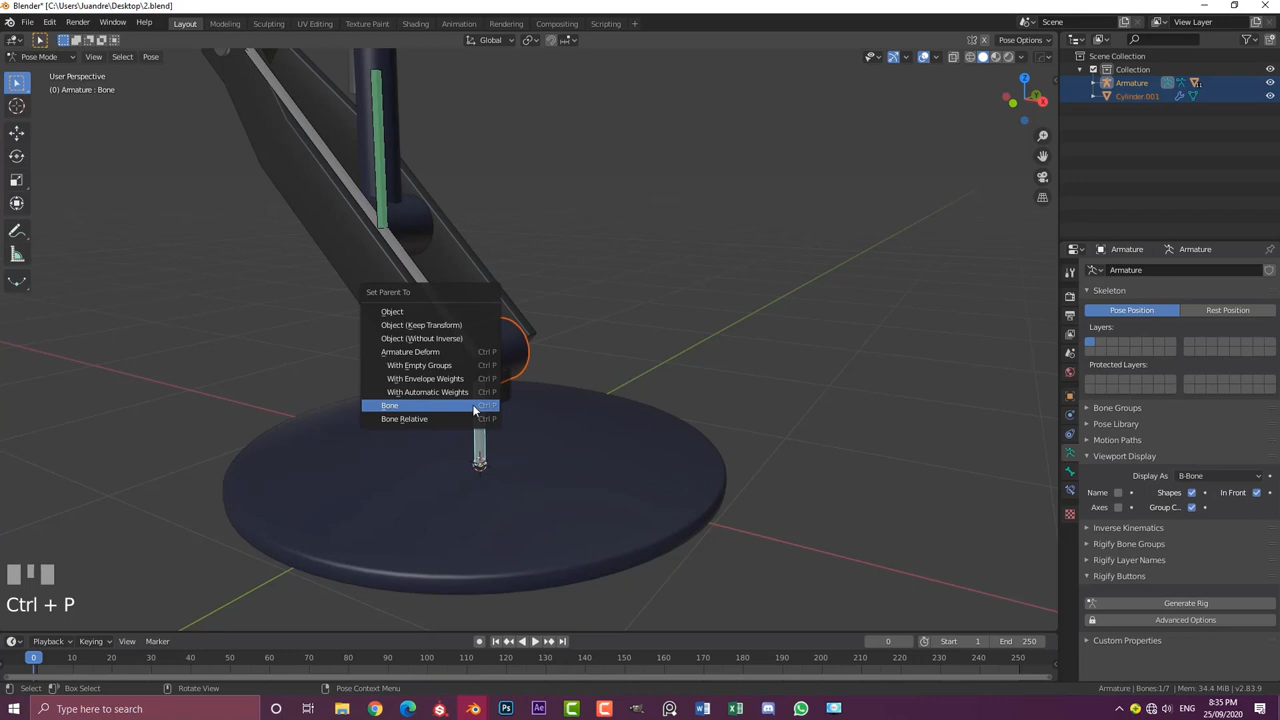 Blender* [C:\Users\Juandre\Desktop\2.blend]
File Edit Render Window Help Layout Modeling Sculpting UV Editing Texture Paint Shading Animation Rendering Compositing Scripting + Scene View Layer
Global Pose Options
Pose Mode View Select Pose
User Perspective
(0) Armature : Bone
Z
Y
X
Scene Collection
Collection
Armature
11
Cylinder.001
Set Parent To
Object
Object (Keep Transform)
Object (Without Inverse)
Armature Deform Ctrl P
With Empty Groups Ctrl P
With Envelope Weights Ctrl P
With Automatic Weights Ctrl P
Bone Ctrl P
Bone Relative Ctrl P
Armature Armature
Armature
Skeleton
Pose Position Rest Position
Layers:
Protected Layers:
Bone Groups
Pose Library
Motion Paths
Viewport Display
Display As B-Bone
Name Shapes In Front
Axes Group C...
Inverse Kinematics
Rigify Bone Groups
Rigify Layer Names
Rigify Buttons
Generate Rig
Advanced Options
Custom Properties
Ctrl + P
Playback Keying View Marker 0 Start 1 End 250
0 10 20 30 40 50 60 70 80 90 100 110 120 130 140 150 160 170 180 190 200 210 220 230 240 250
Select Box Select Rotate View Pose Context Menu Armature | Bones:1/7 | Mem: 34.4 MiB | v2.83.9
Type here to search
8:35 PM
25/09/2020